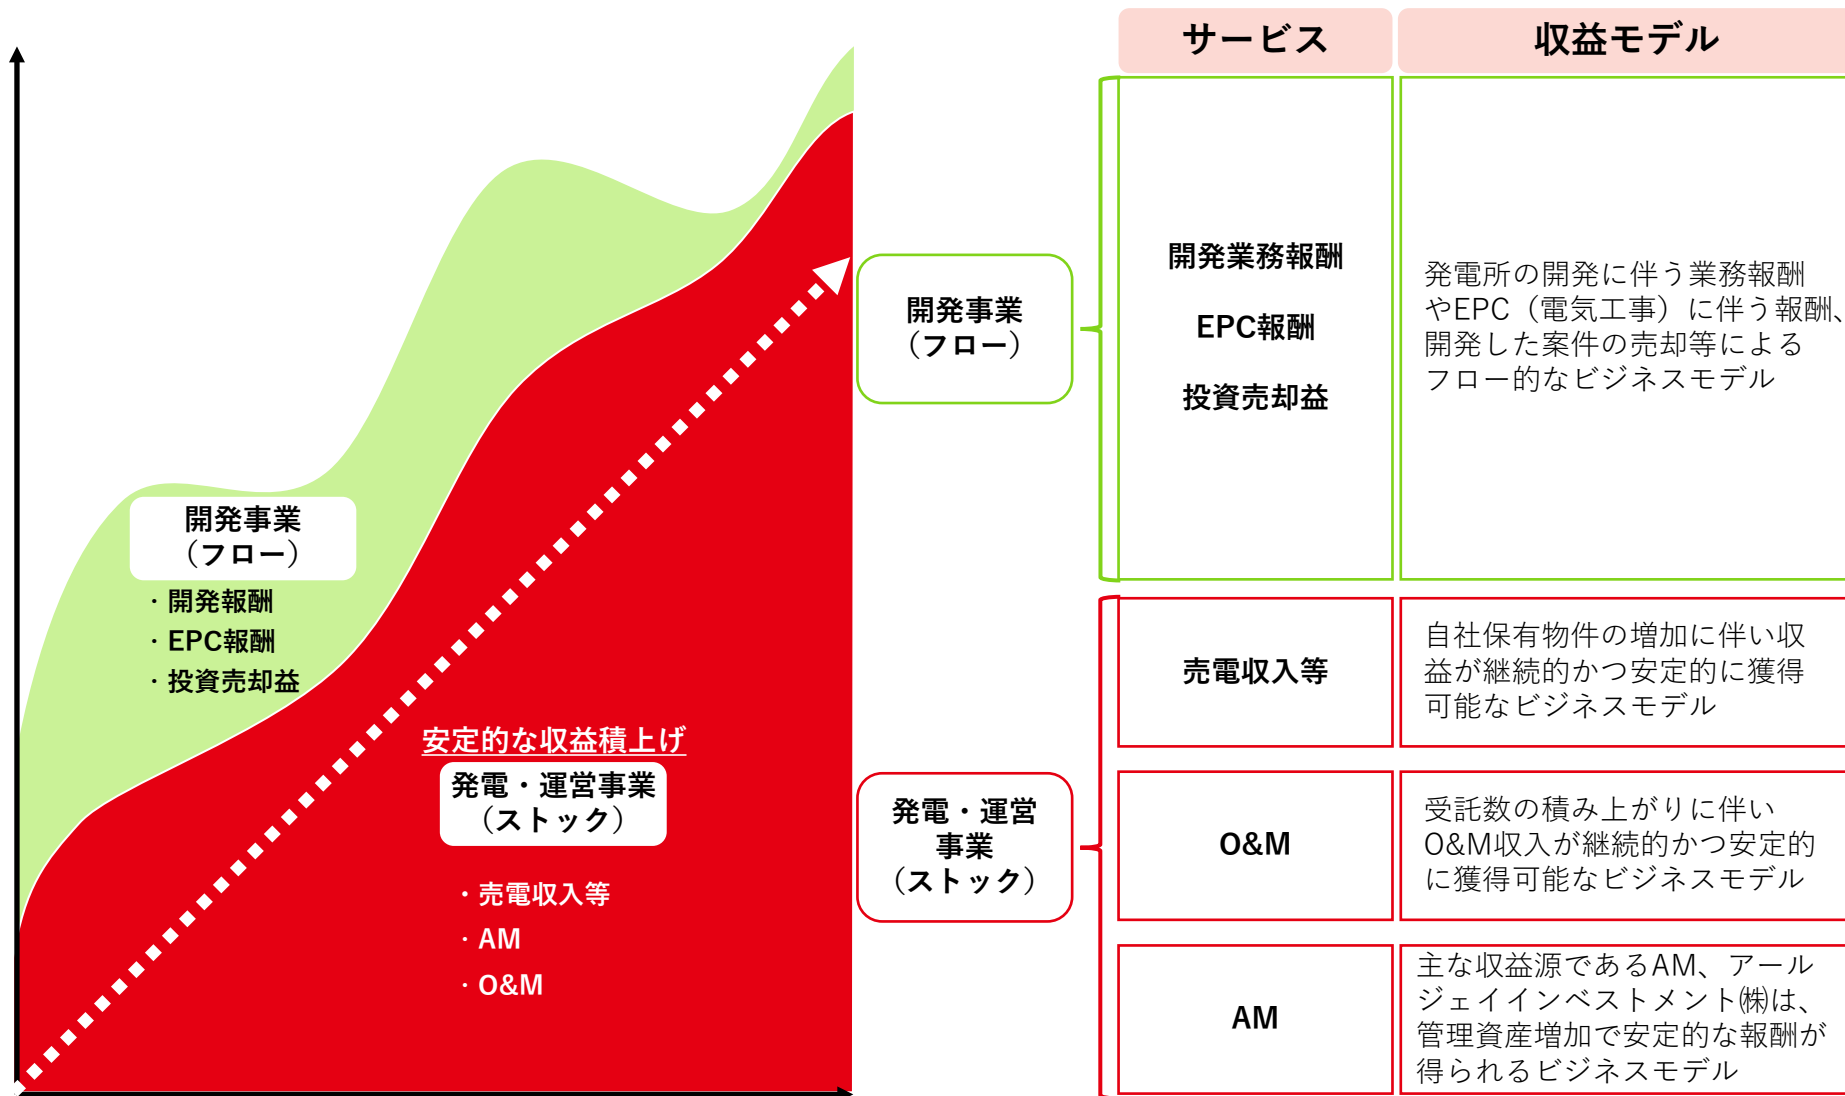 開発事業
（フロー）
・開発報酬
・EPC報酬
・投資売却益
安定的な収益積上げ
発電・運営事業
（ストック）
・売電収入等
・AM
・O&M
開発事業
（フロー）
発電・運営
事業
（ストック）
サービス
収益モデル
開発業務報酬
EPC報酬
投資売却益
発電所の開発に伴う業務報酬
やEPC（電気工事）に伴う報酬、
開発した案件の売却等による
フロー的なビジネスモデル
売電収入等
自社保有物件の増加に伴い収
益が継続的かつ安定的に獲得
可能なビジネスモデル
O&M
受託数の積み上がりに伴い
O&M収入が継続的かつ安定的
に獲得可能なビジネスモデル
AM
主な収益源であるAM、アール
ジェイインベストメント㈱は、
管理資産増加で安定的な報酬が
得られるビジネスモデル